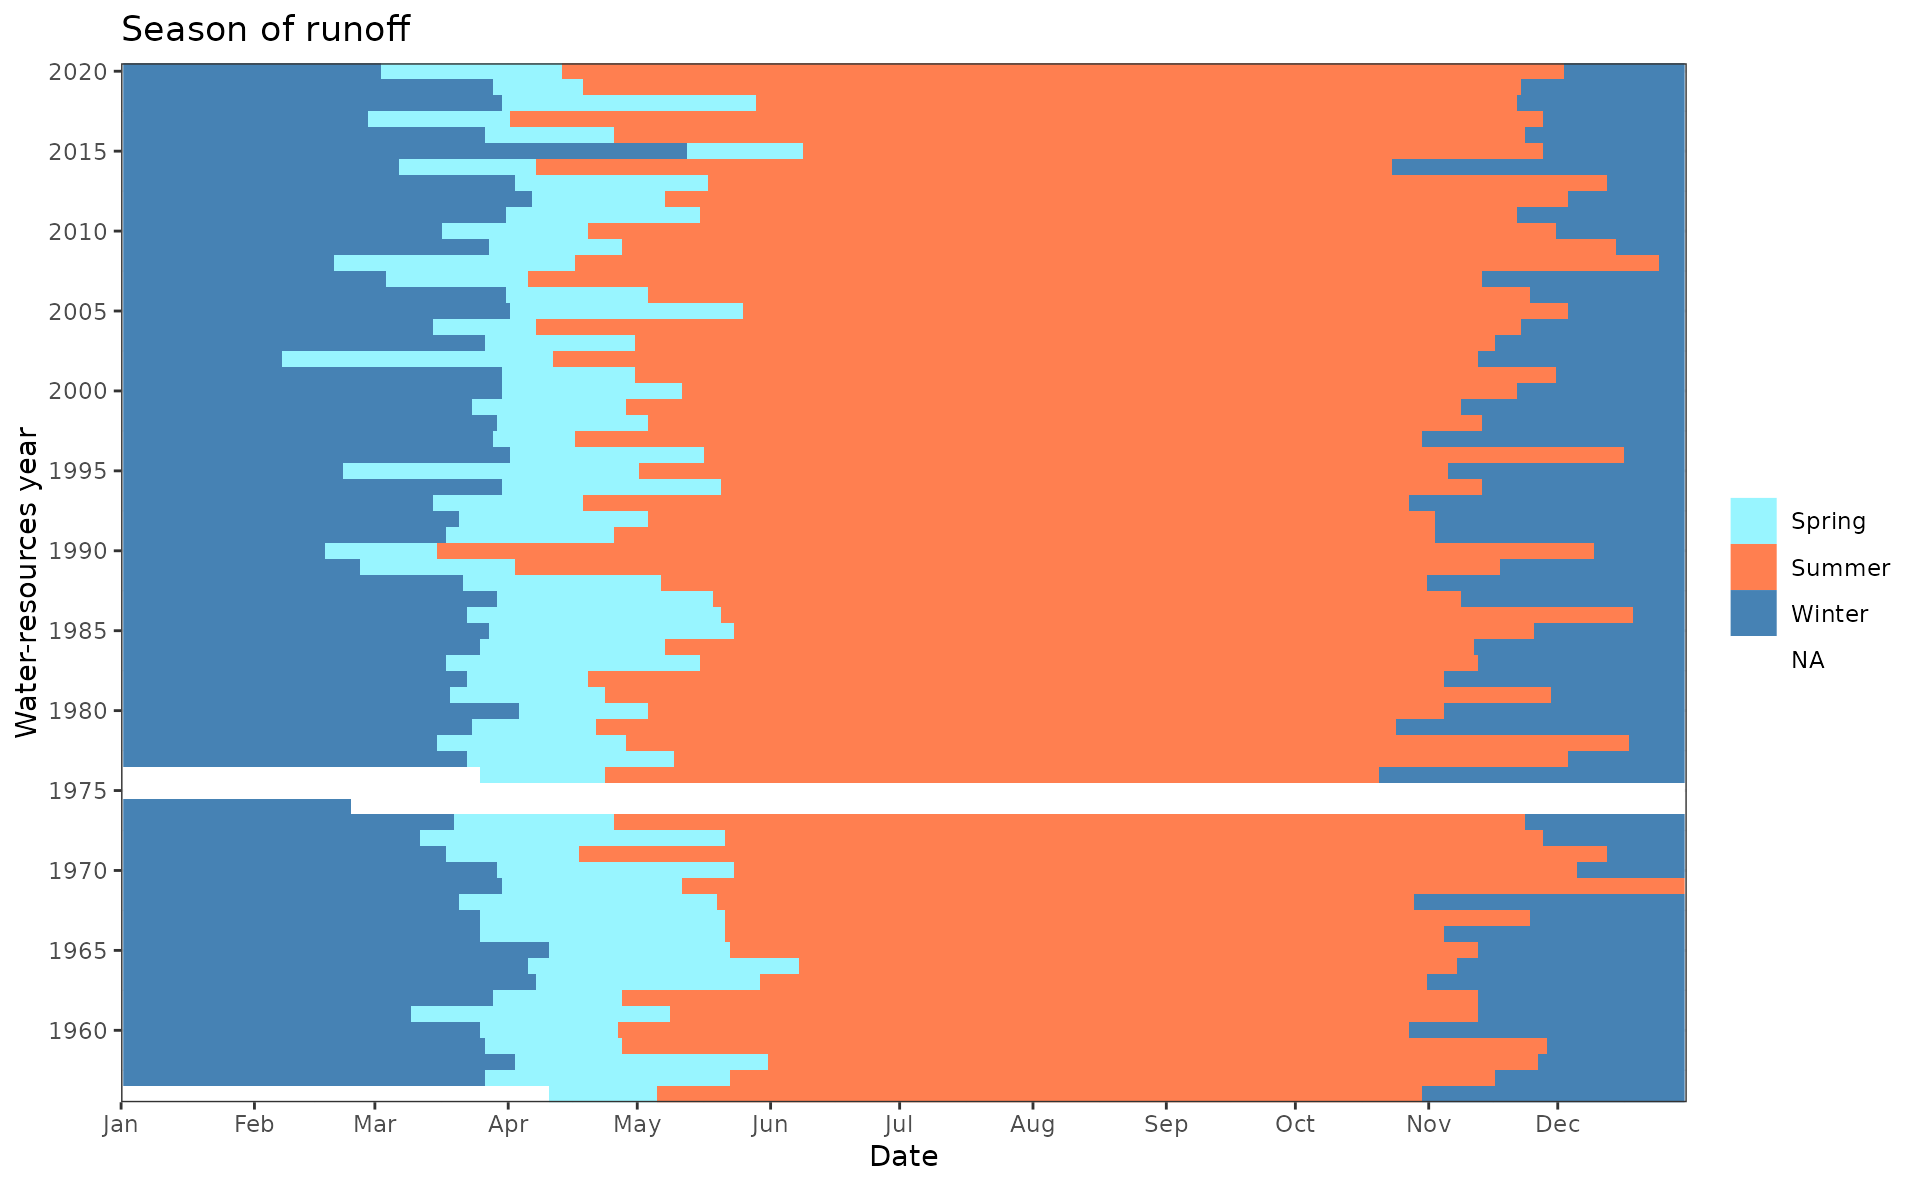 Season of runoff
Water-resources year
2020
2015
2010
2005
2000
1995
1990
1985
1980
1975
1970
1965
1960
Jan Feb Mar Apr May Jun Jul Aug Sep Oct Nov Dec
Date
Spring
Summer
Winter
NA